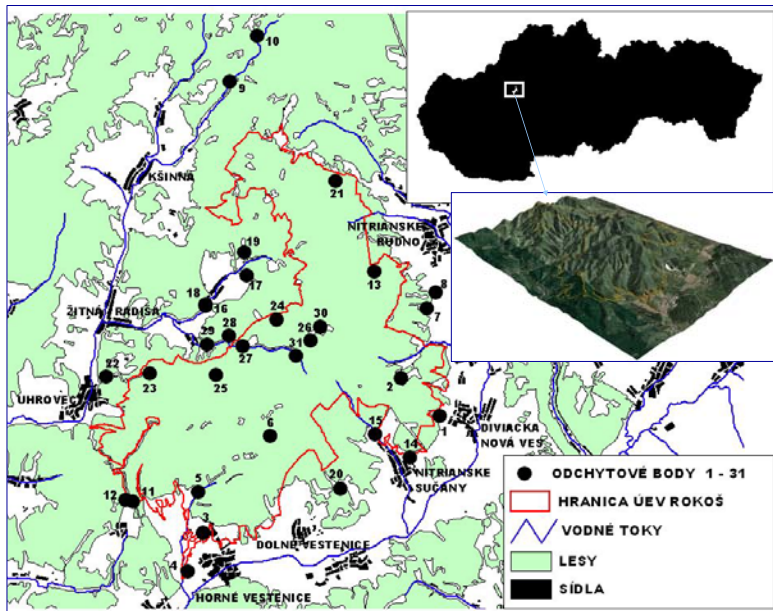 10
9
KŠINNÁ
21
NITRIANSKE
RUDNO
19
17
13
8
7
18
16
ŽITNÁ - RADIŠA
24
30
28
26
29
27
31
22
23
25
2
UHROVEC
1
6
15
14
DIVIACKA
NOVÁ VES
NITRIANSKE
SUČANY
20
5
12
11
3
DOLNÉ VESTENICE
4
HORNÉ VESTENICE
ODCHYTOVÉ BODY 1 - 31
HRANICA ÚEV ROKOŠ
VODNÉ TOKY
LESY
SÍDLA